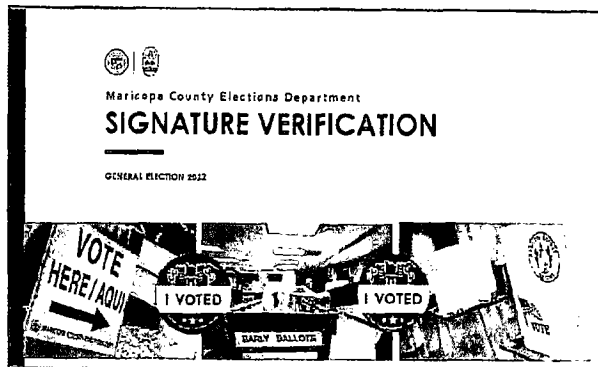 Maricopa County Elections Department
SIGNATURE VERIFICATION
GENERAL ELECTION 2022
VOTE
HERE/AQUI
I VOTED
EARLY BALLOTS
I VOTED
VOTE